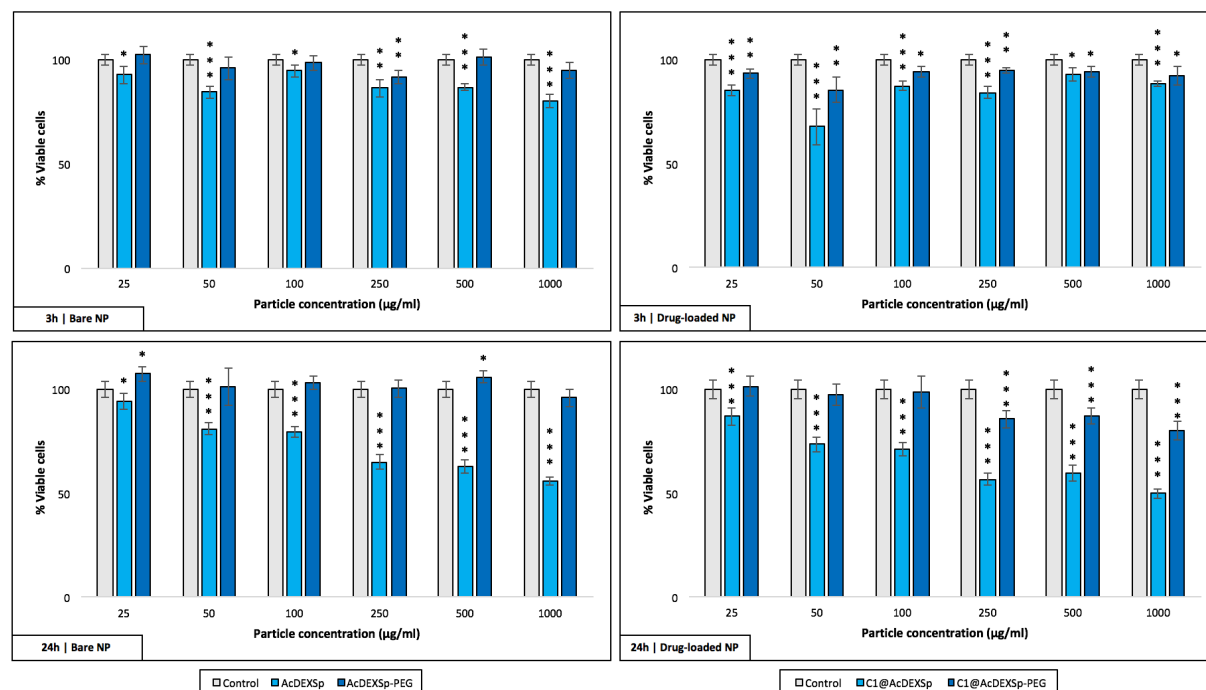 % Viable cells
100
50
0
25 50 100 250 500 1000
Particle concentration (µg/ml)
3h | Bare NP
* *** * ** ** *** ***
% Viable cells
100
50
0
25 50 100 250 500 1000
Particle concentration (µg/ml)
3h | Drug-loaded NP
*** ** *** ** *** * *** ** * * *** *
% Viable cells
100
50
0
25 50 100 250 500 1000
Particle concentration (µg/ml)
24h | Bare NP
* * *** *** *** *** * ***
% Viable cells
100
50
0
25 50 100 250 500 1000
Particle concentration (µg/ml)
24h | Drug-loaded NP
*** *** *** *** *** *** *** *** ***
Control AcDEXSp AcDEXSp-PEG
Control C1@AcDEXSp C1@AcDEXSp-PEG